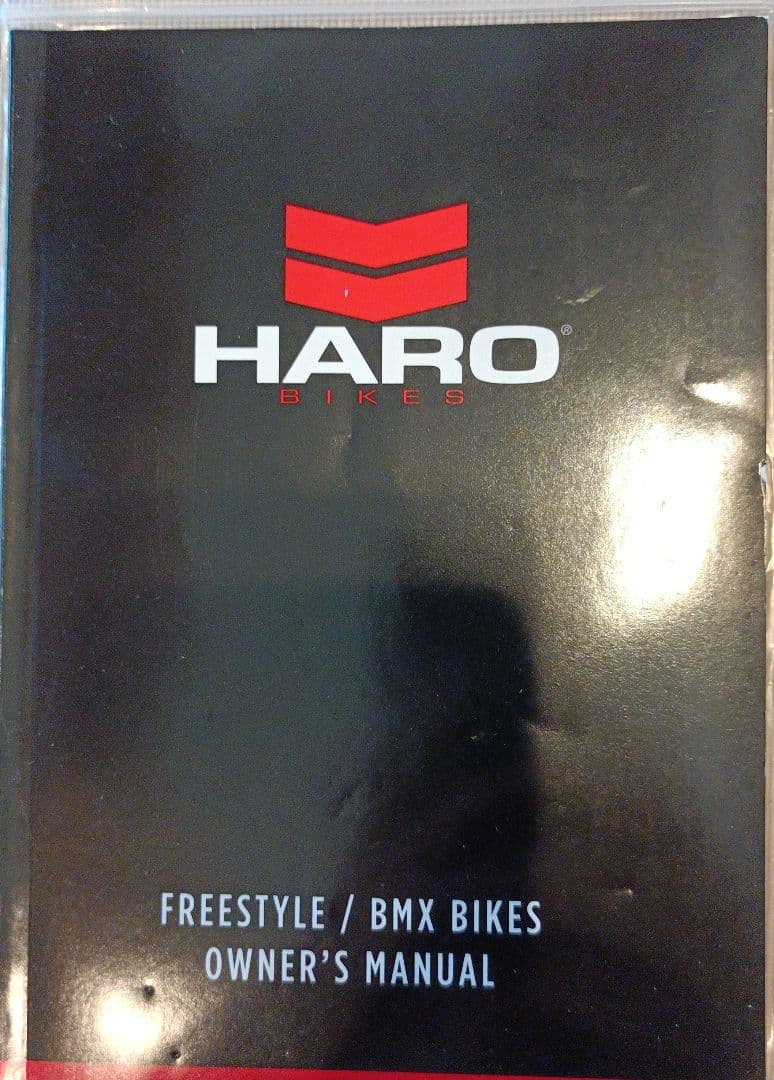 HARO®
BIKES
FREESTYLE / BMX BIKES
OWNER'S MANUAL